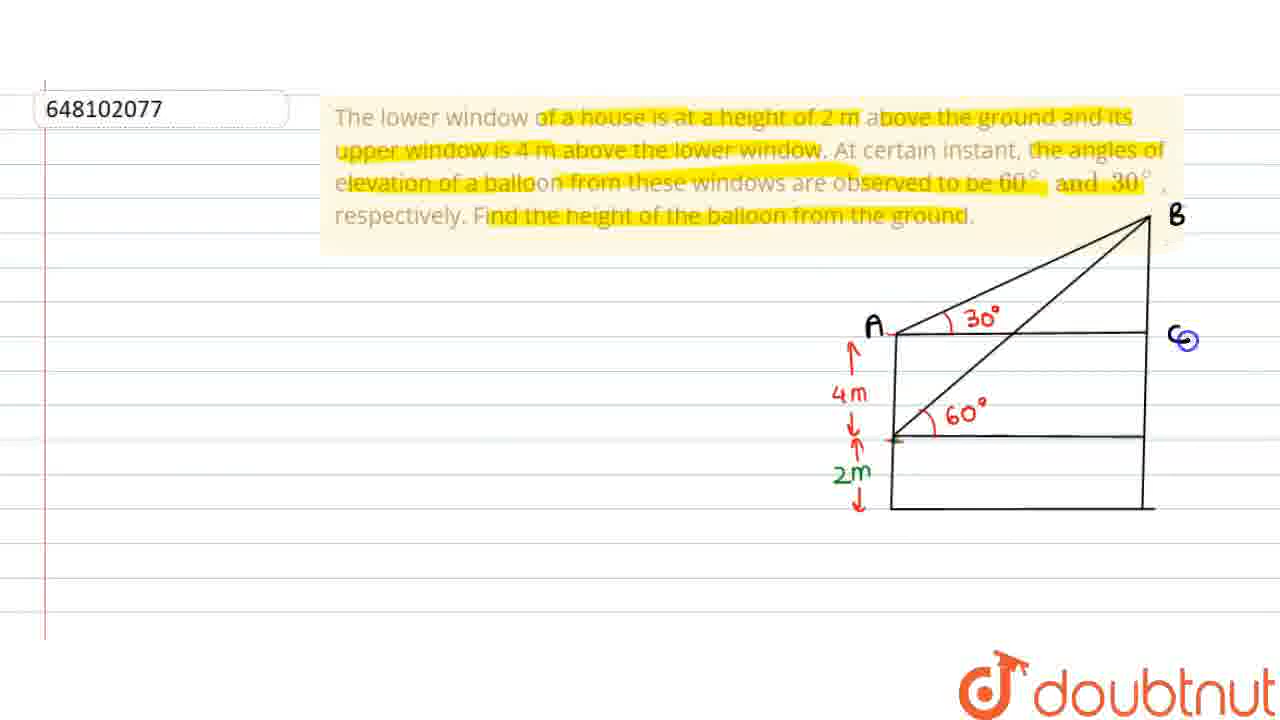 648102077
The lower window of a house is at a height of 2 m above the ground and its
upper window is 4 m above the lower window. At certain instant, the angles of
elevation of a balloon from these windows are observed to be 60° and 30° ,
respectively. Find the height of the balloon from the ground.
B
A 30° C
4m
60°
2m
doubtnut